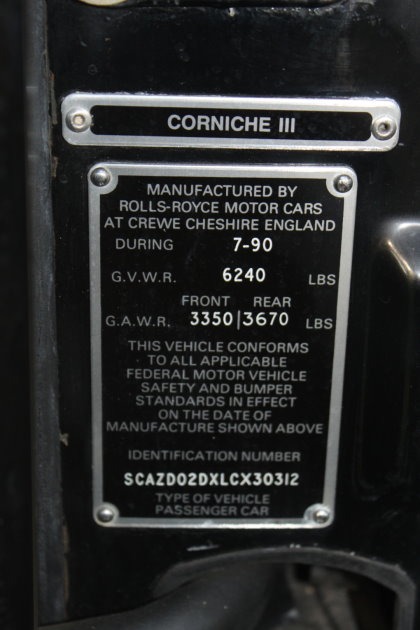 CORNICHE III
MANUFACTURED BY
ROLLS-ROYCE MOTOR CARS
AT CREWE CHESHIRE ENGLAND
DURING 7-90
G.V.W.R. 6240 LBS
FRONT REAR
G.A.W.R. 3350|3670 LBS
THIS VEHICLE CONFORMS
TO ALL APPLICABLE
FEDERAL MOTOR VEHICLE
SAFETY AND BUMPER
STANDARDS IN EFFECT
ON THE DATE OF
MANUFACTURE SHOWN ABOVE
IDENTIFICATION NUMBER
SCAZD02DXLCX30312
TYPE OF VEHICLE
PASSENGER CAR